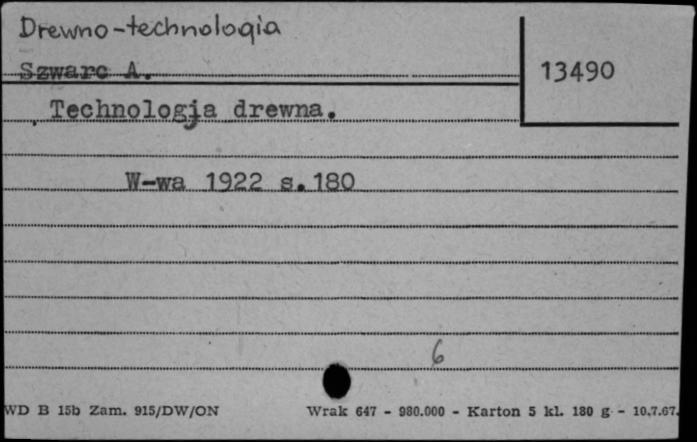 Drewno-technologia
Szwarc A.
13490
Technologja drewna.
W-wa 1922 s.180
6
WD B 15b Zam. 915/DW/ON
Wrak 647 - 980.000 - Karton 5 kl. 180 g - 10.7.67.